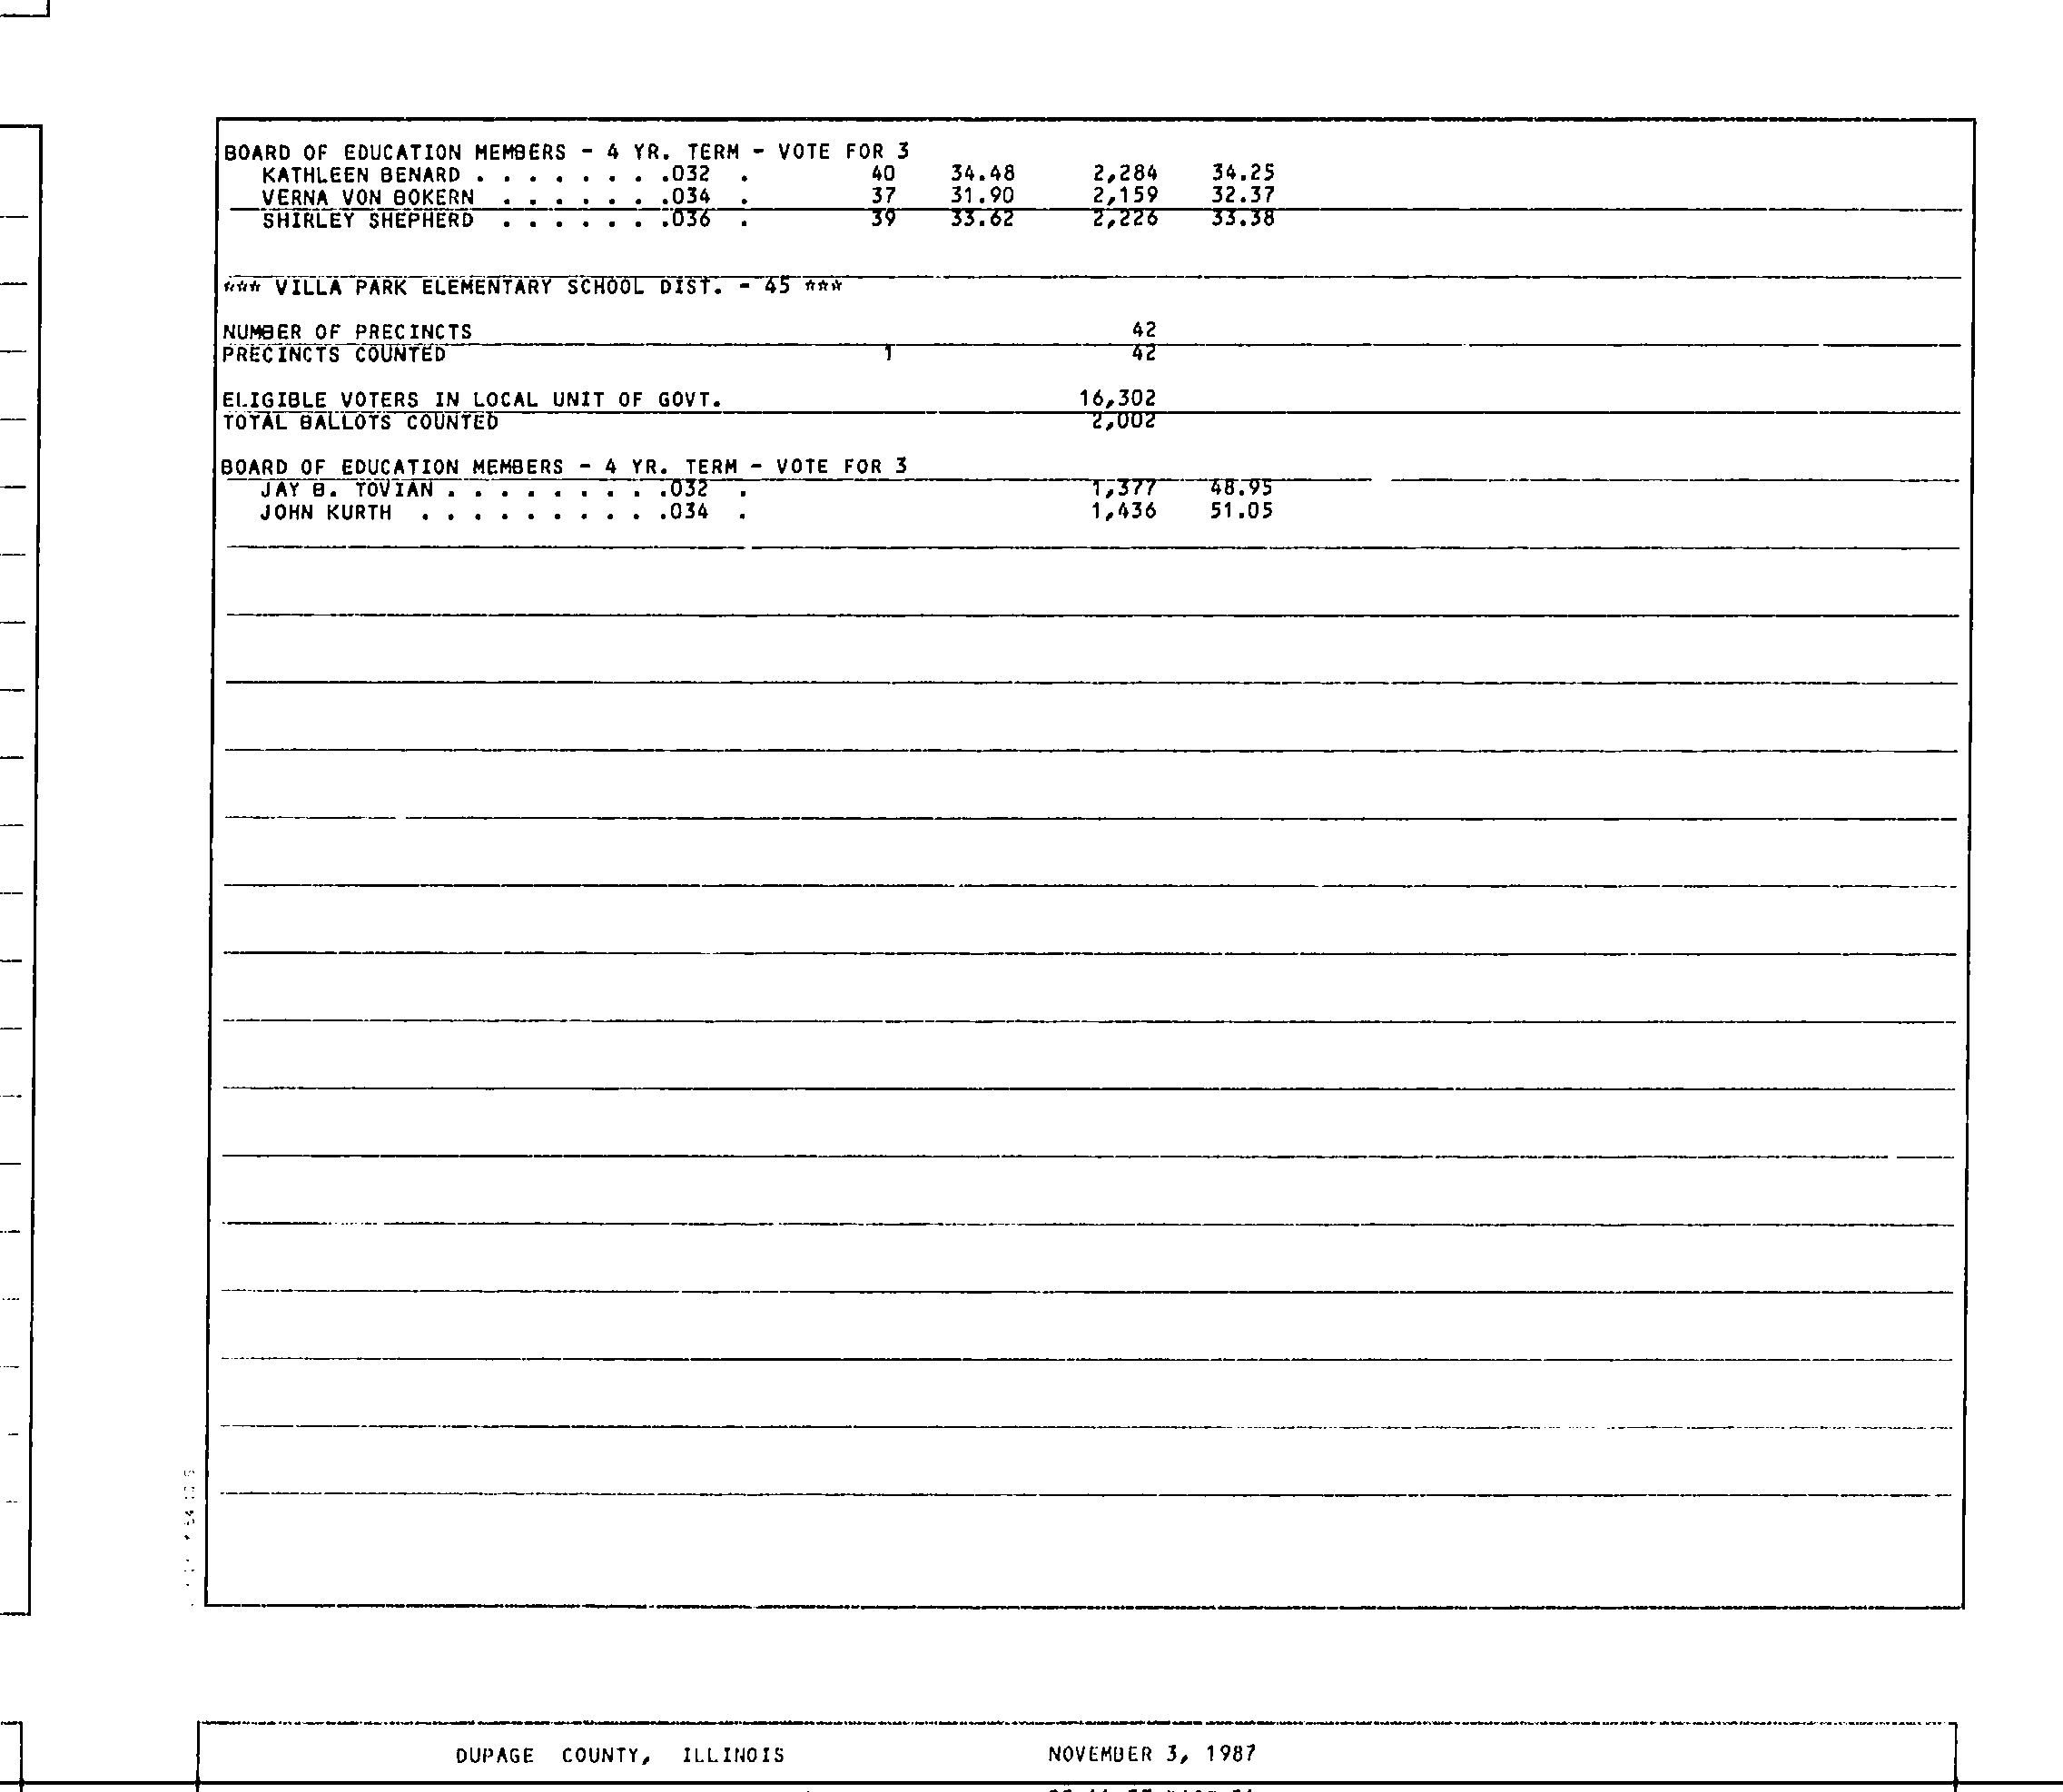 BOARD OF EDUCATION MEMBERS - 4 YR. TERM - VOTE FOR 3
KATHLEEN BENARD . . . . . . . .032 . 40 34.48 2,284 34.25
VERNA VON BOKERN . . . . . . .034 . 37 31.90 2,159 32.37
SHIRLEY SHEPHERD . . . . . . .036 . 39 33.62 2,226 33.38
*** VILLA PARK ELEMENTARY SCHOOL DIST. - 45 ***
NUMBER OF PRECINCTS 42
PRECINCTS COUNTED 1 42
ELIGIBLE VOTERS IN LOCAL UNIT OF GOVT. 16,302
TOTAL BALLOTS COUNTED 2,002
BOARD OF EDUCATION MEMBERS - 4 YR. TERM - VOTE FOR 3
JAY B. TOVIAN . . . . . . . . .032 . 1,377 48.95
JOHN KURTH . . . . . . . . . .034 . 1,436 51.05
DUPAGE COUNTY, ILLINOIS NOVEMBER 3, 1987